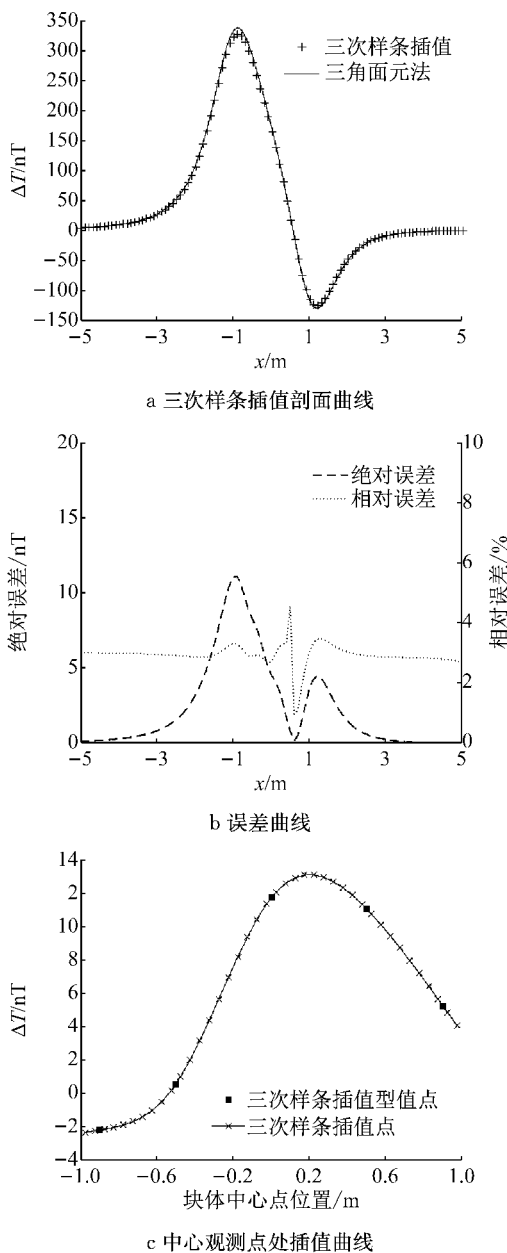 350
300
250
200
150
100
50
0
−50
−100
−150
ΔT/nT
三次样条插值
三角面元法
−5 −3 −1 1 3 5
x/m
a 三次样条插值剖面曲线
20
15
10
5
0
绝对误差/nT
绝对误差
相对误差
10
8
6
4
2
0
相对误差/%
−5 −3 −1 1 3 5
x/m
b 误差曲线
14
2
10
8
6
4
2
0
−2
−4
ΔT/nT
三次样条插值型值点
三次样条插值点
−1.0 −0.6 −0.2 0.2 0.6 1.0
块体中心点位置/m
c 中心观测点处插值曲线